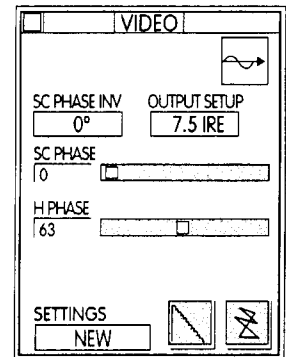 VIDEO
SC PHASE INV OUTPUT SETUP
0° 7.5 IRE
SC PHASE
0
H PHASE
63
SETTINGS
NEW